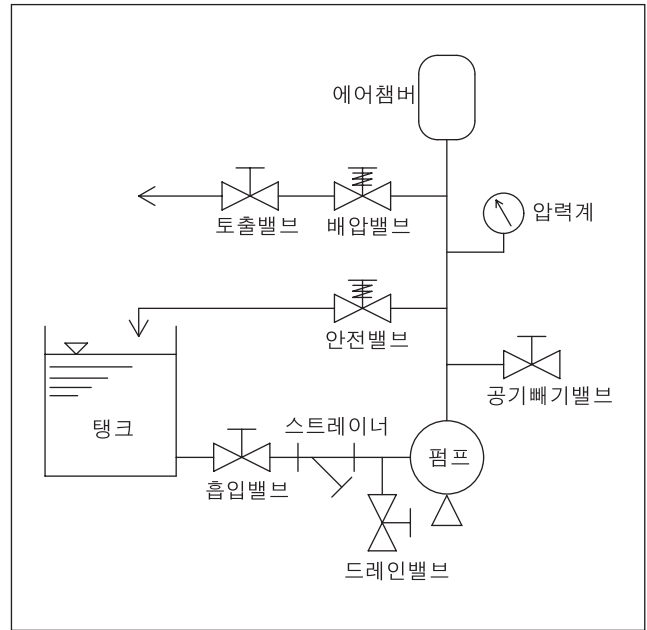 에어챔버
토출밸브
배압밸브
압력계
안전밸브
공기빼기밸브
탱크
스트레이너
펌프
흡입밸브
드레인밸브